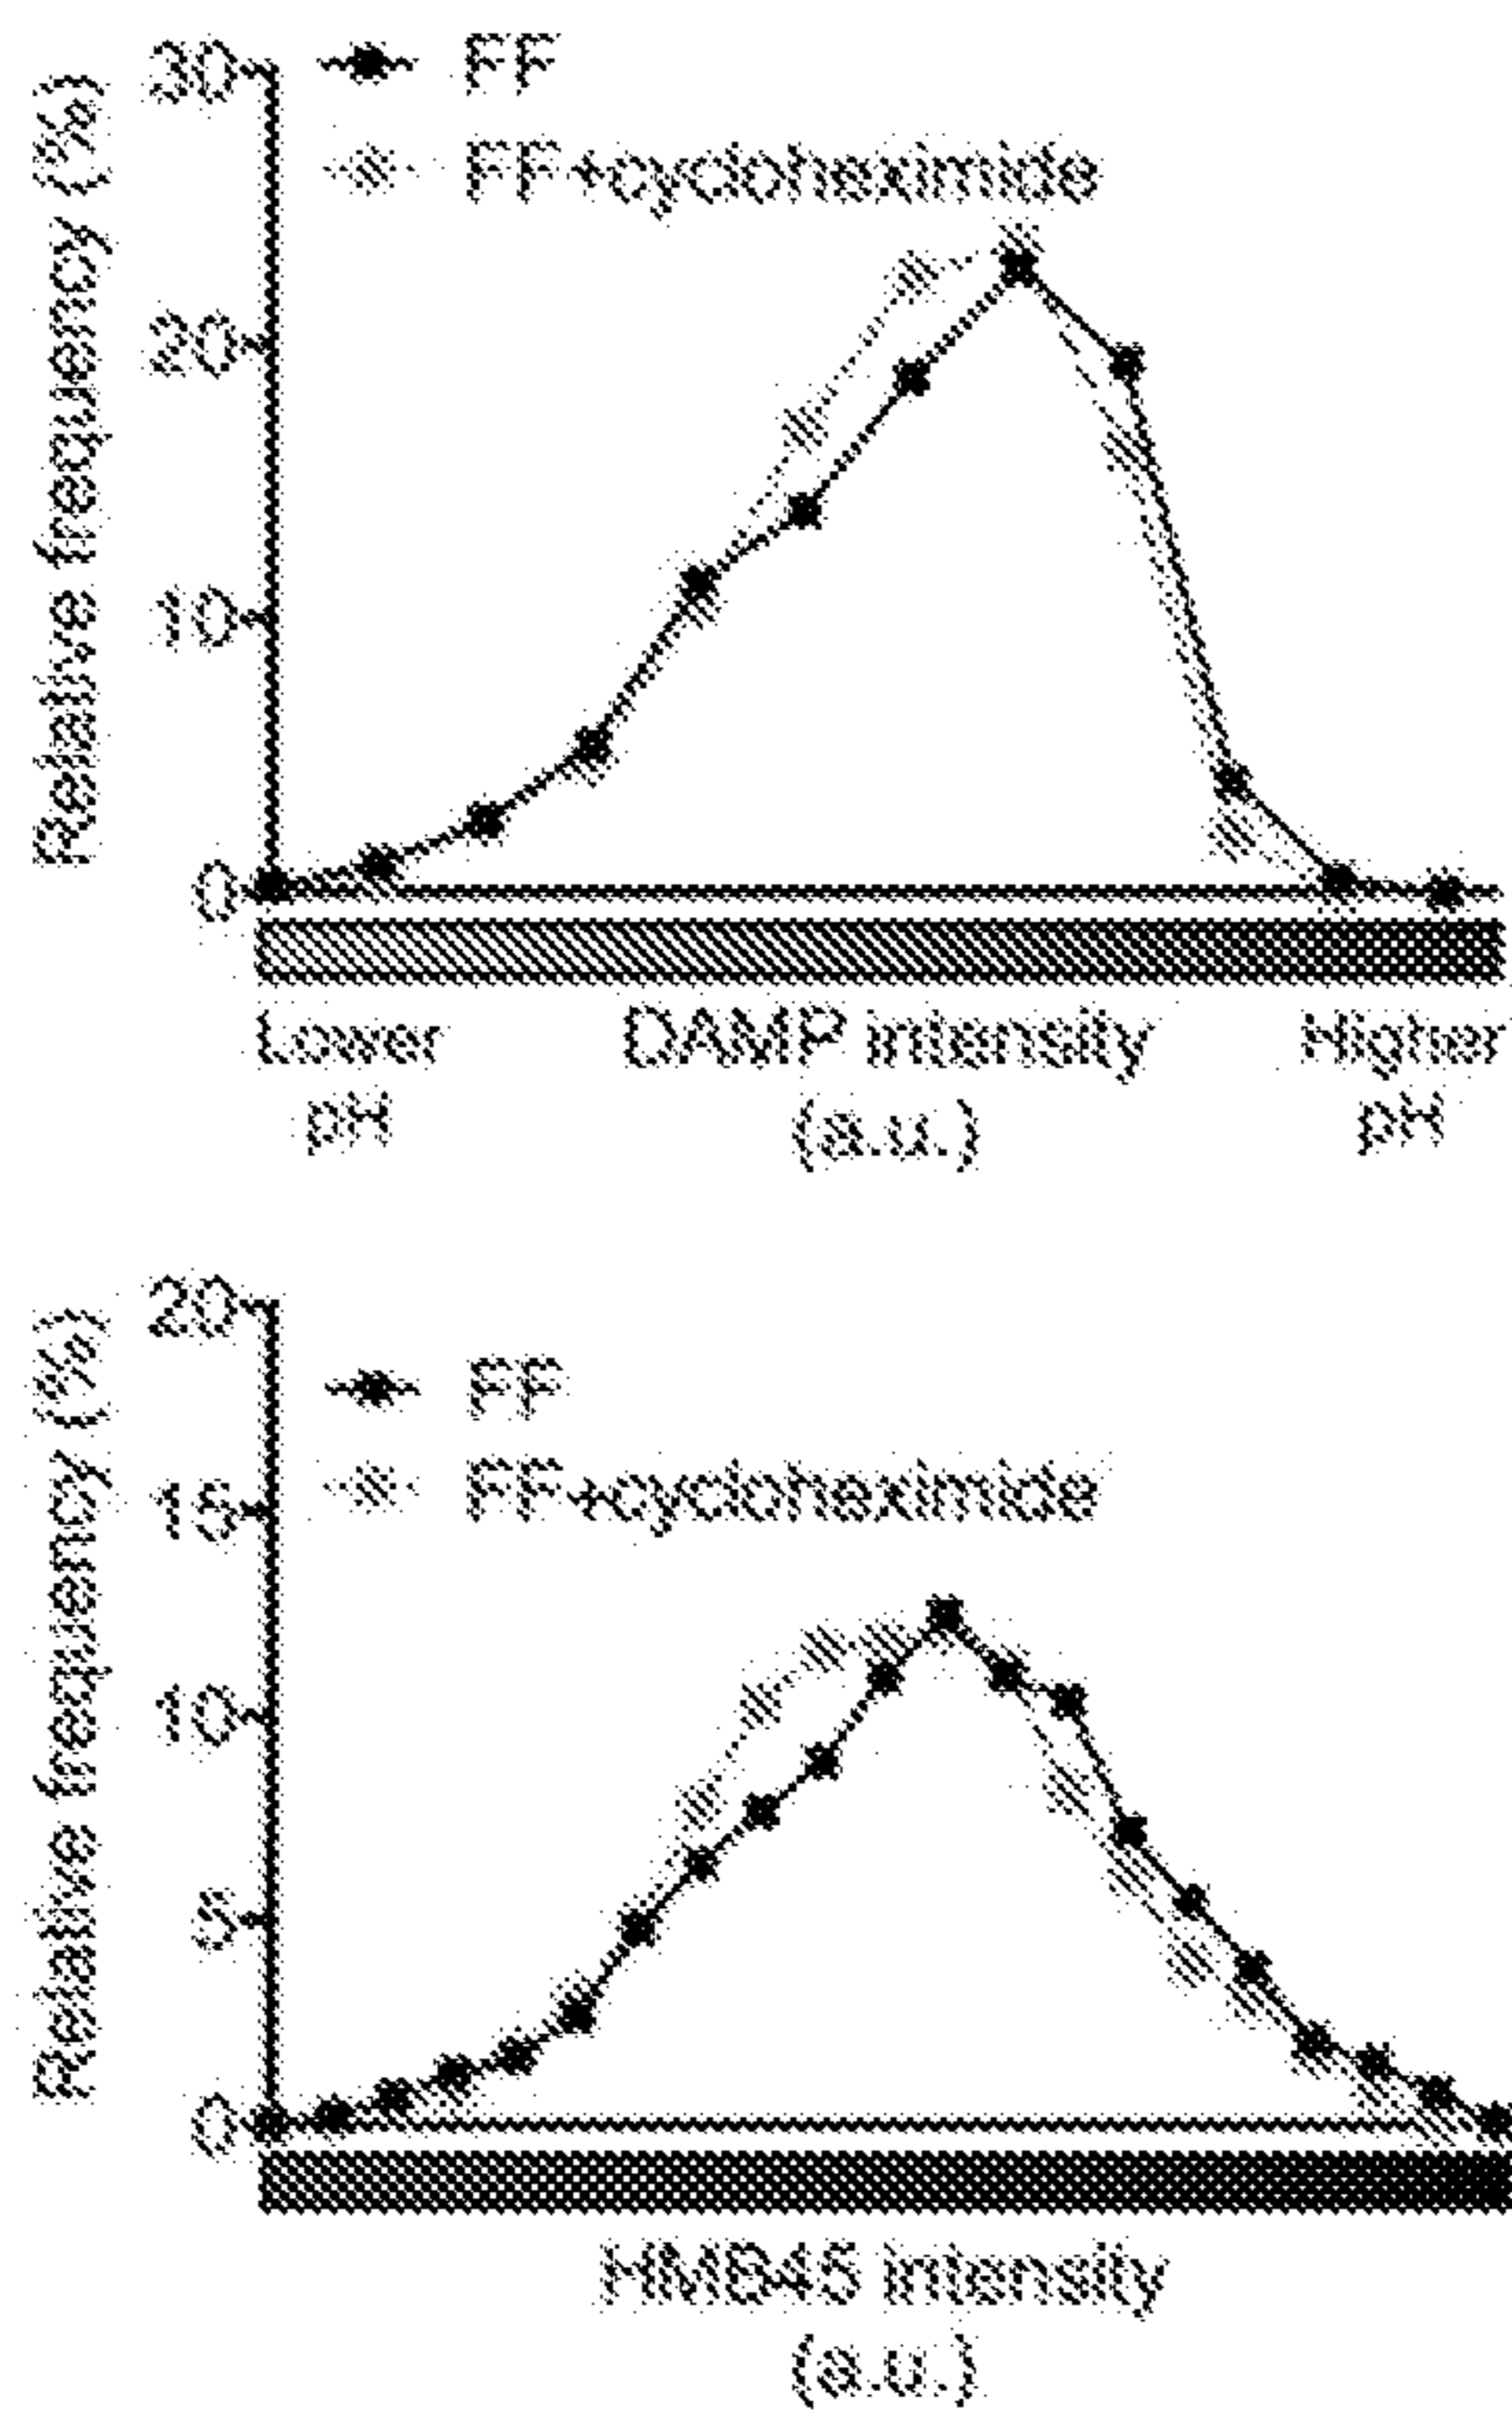 Relative frequency (%)
30
20
10
0
FF
FF+cycloheximide
Lower
pH
DAMP intensity
(a.u.)
Higher
pH
Relative frequency (%)
20
15
10
5
0
FF
FF+cycloheximide
HMB45 intensity
(a.u.)